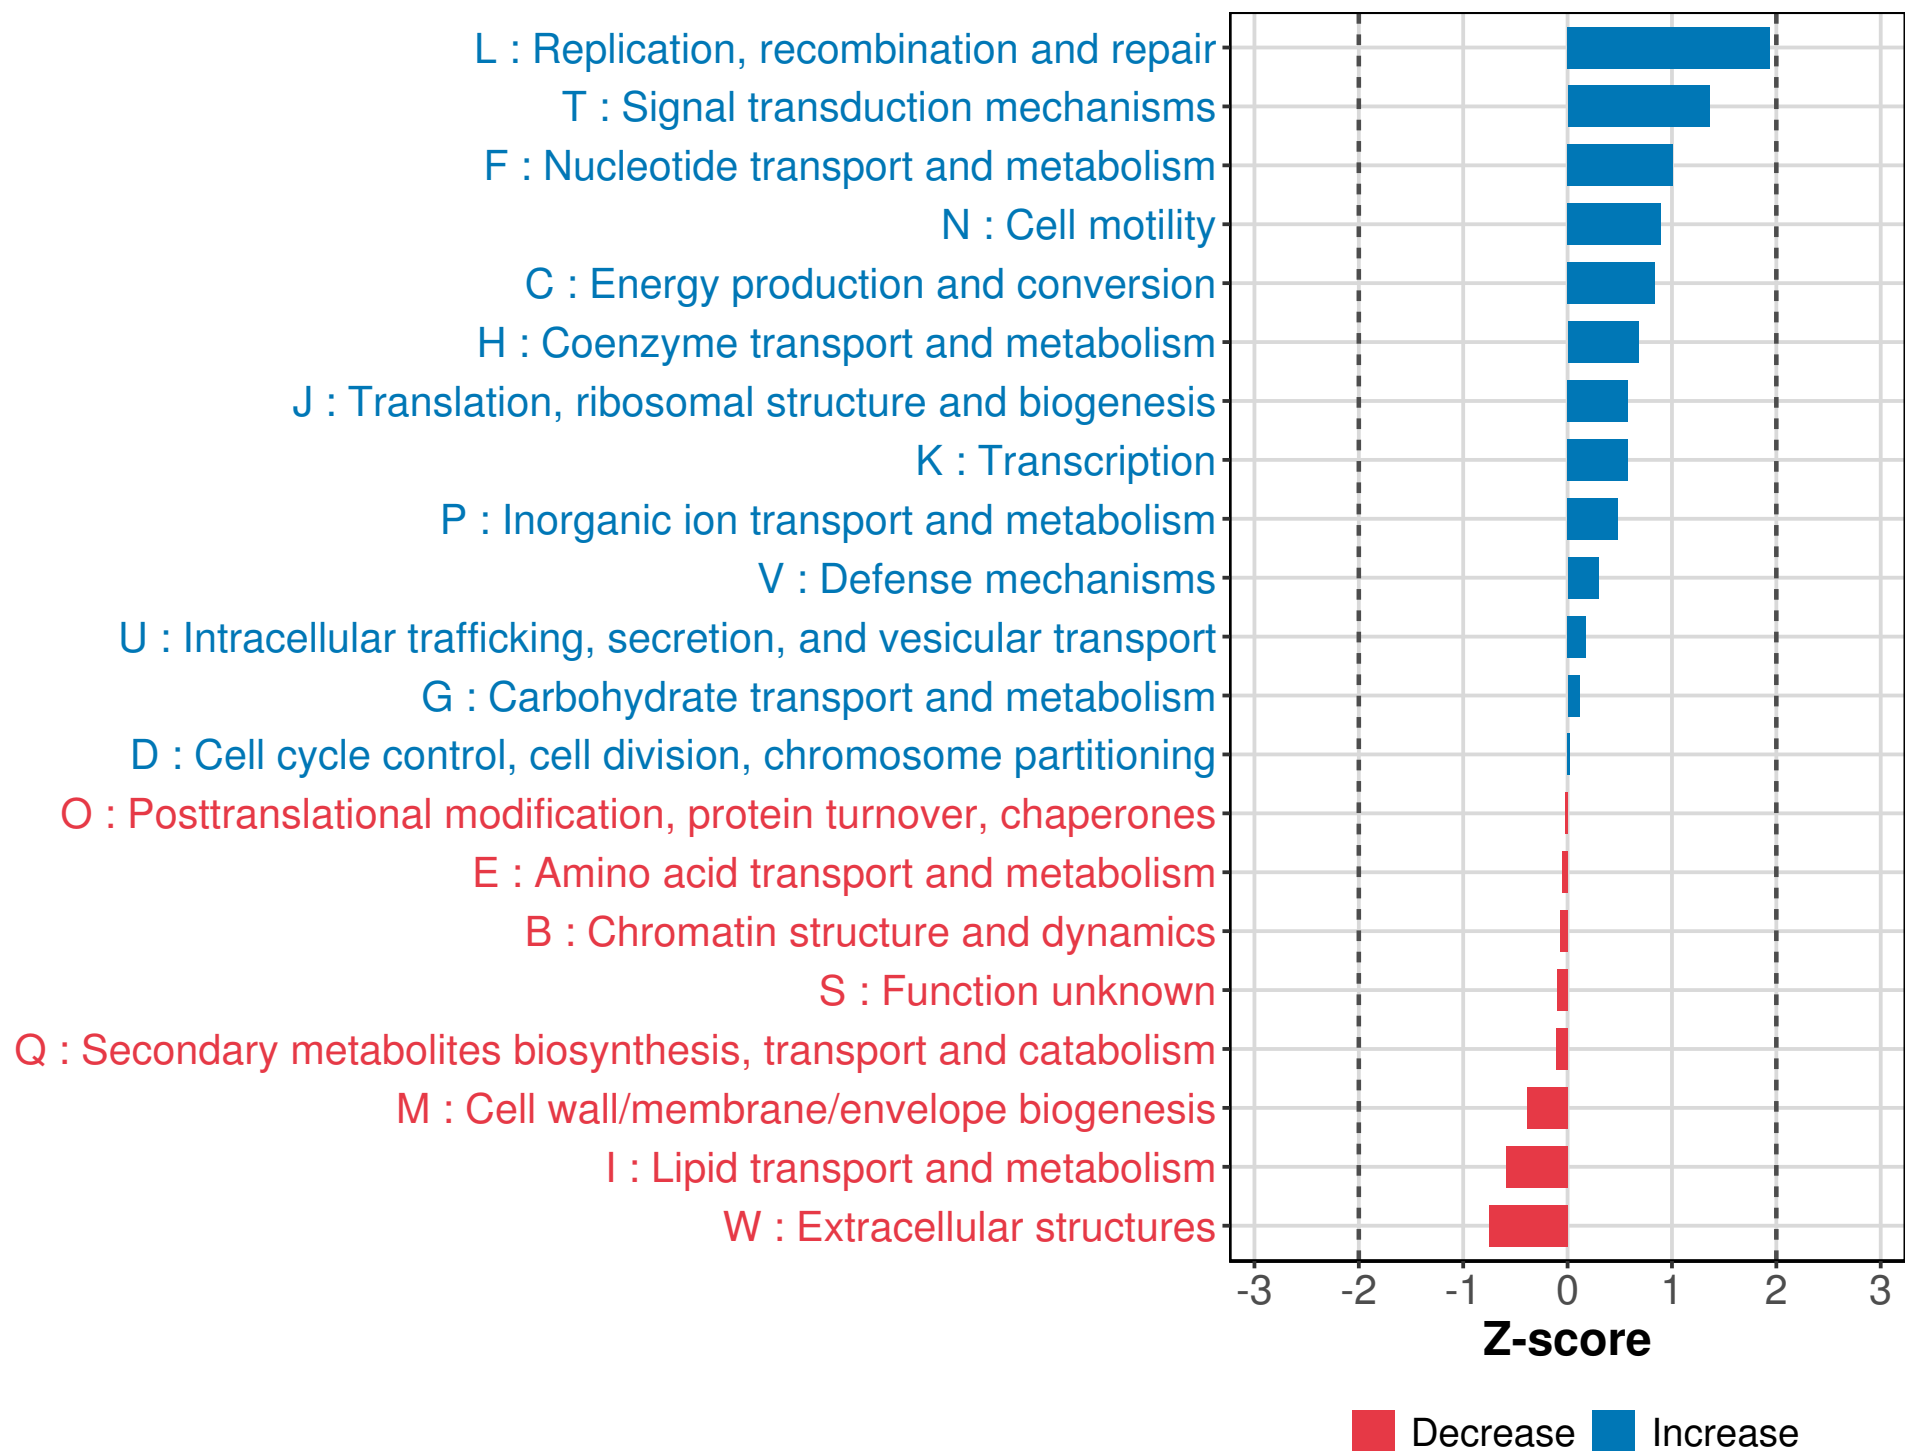 L : Replication, recombination and repair
T : Signal transduction mechanisms
F : Nucleotide transport and metabolism
N : Cell motility
C : Energy production and conversion
H : Coenzyme transport and metabolism
J : Translation, ribosomal structure and biogenesis
K : Transcription
P : Inorganic ion transport and metabolism
V : Defense mechanisms
U : Intracellular trafficking, secretion, and vesicular transport
G : Carbohydrate transport and metabolism
D : Cell cycle control, cell division, chromosome partitioning
O : Posttranslational modification, protein turnover, chaperones
E : Amino acid transport and metabolism
B : Chromatin structure and dynamics
S : Function unknown
Q : Secondary metabolites biosynthesis, transport and catabolism
M : Cell wall/membrane/envelope biogenesis
I : Lipid transport and metabolism
W : Extracellular structures
-3 -2 -1 0 1 2 3
Z-score
Decrease Increase